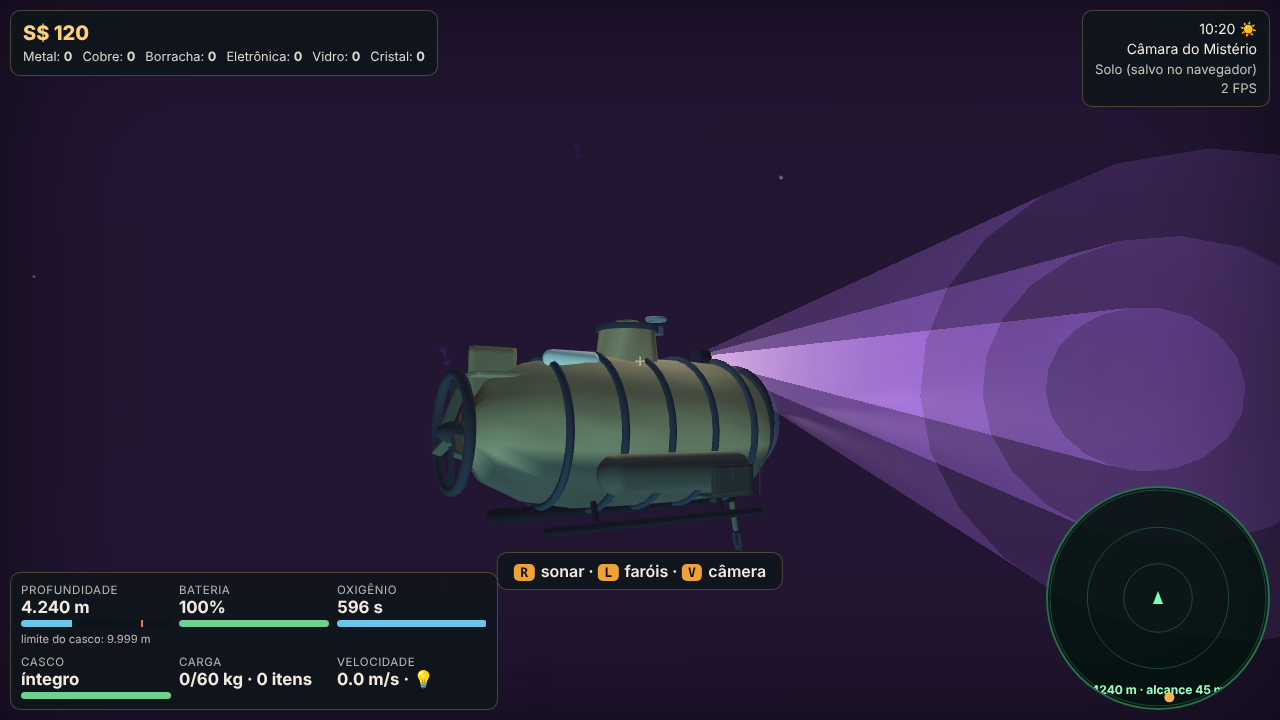 S$ 120
Metal: 0 Cobre: 0 Borracha: 0 Eletrônica: 0 Vidro: 0 Cristal: 0
10:20 ☀️
Câmara do Mistério
Solo (salvo no navegador)
2 FPS
R sonar · L faróis · V câmera
PROFUNDIDADE BATERIA OXIGÊNIO
4.240 m 100% 596 s
limite do casco: 9.999 m
CASCO CARGA VELOCIDADE
íntegro 0/60 kg · 0 itens 0.0 m/s · 💡
4240 m · alcance 45 m